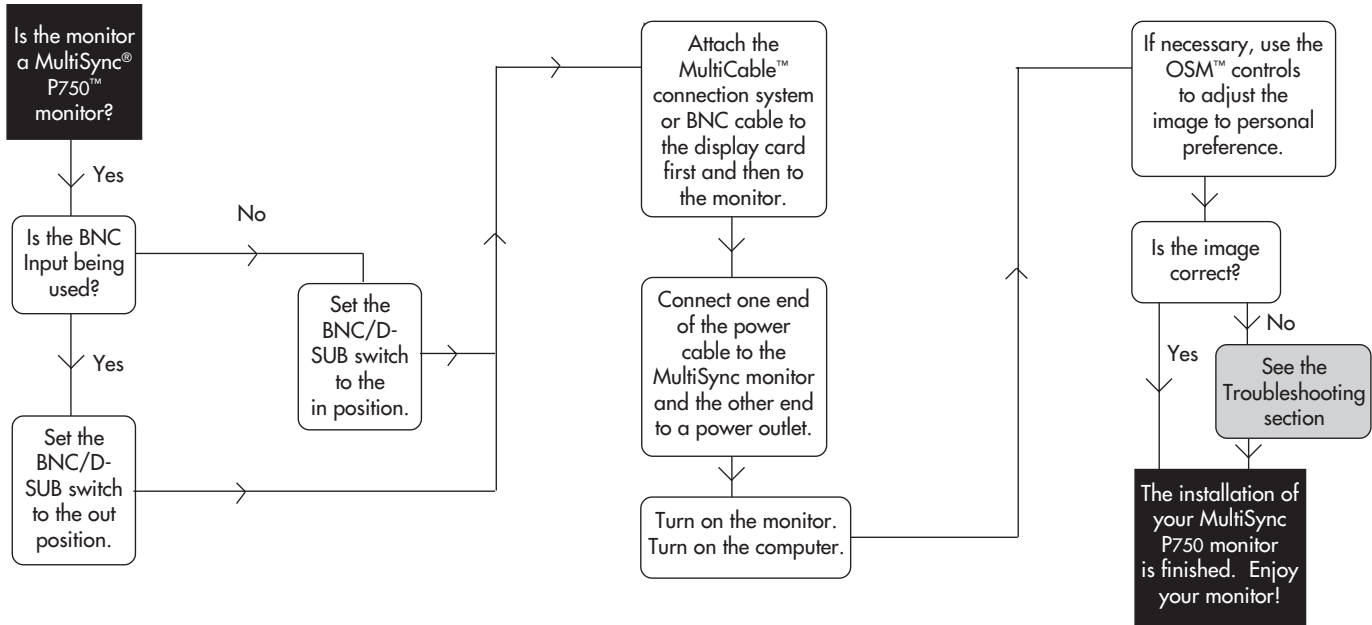 Is the monitor
a MultiSync®
P750™
monitor?
Yes
Is the BNC
Input being
used?
No
Set the
BNC/D-
SUB switch
to the
in position.
Yes
Set the
BNC/D-
SUB switch
to the out
position.
Attach the
MultiCable™
connection system
or BNC cable to
the display card
first and then to
the monitor.
Connect one end
of the power
cable to the
MultiSync monitor
and the other end
to a power outlet.
Turn on the monitor.
Turn on the computer.
If necessary, use the
OSM™ controls
to adjust the
image to personal
preference.
Is the image
correct?
No
Yes
See the
Troubleshooting
section
The installation of
your MultiSync
P750 monitor
is finished. Enjoy
your monitor!